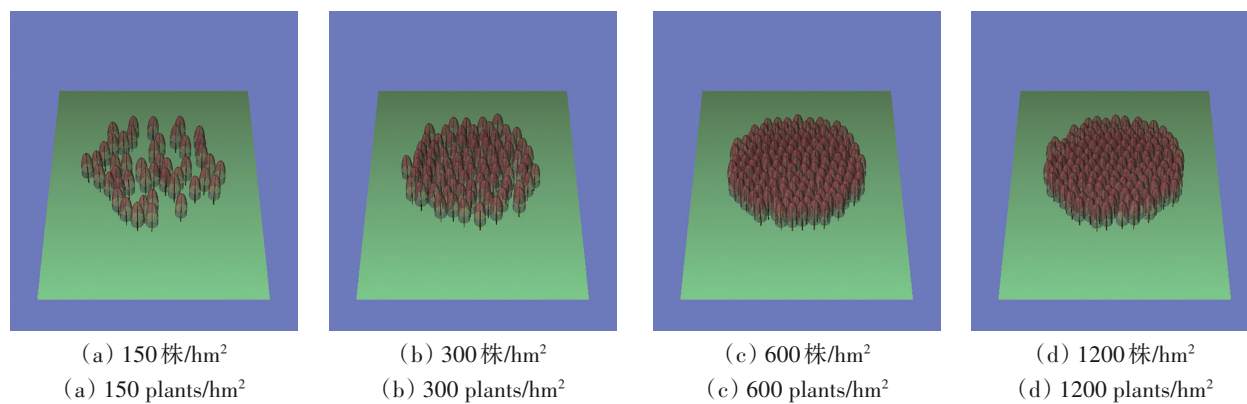 (a) 150株/hm²
(b) 300株/hm²
(c) 600株/hm²
(d) 1200株/hm²
(a) 150 plants/hm²
(b) 300 plants/hm²
(c) 600 plants/hm²
(d) 1200 plants/hm²